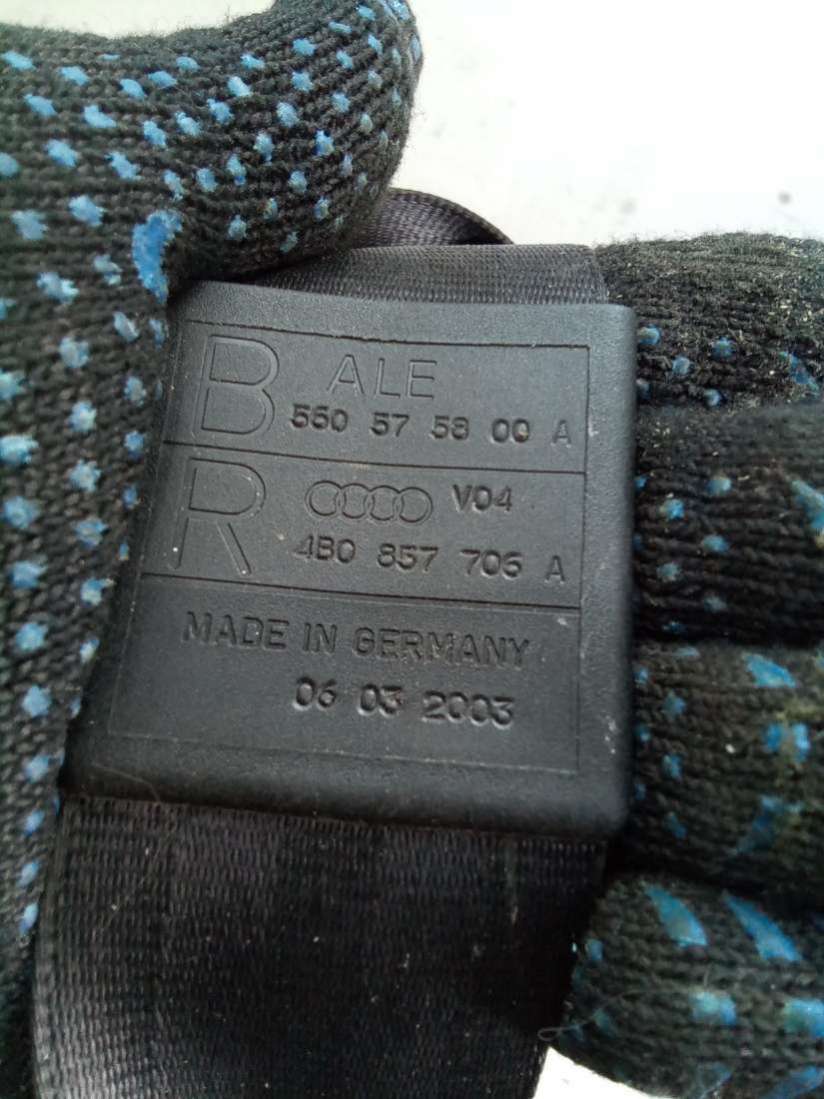 B ALE
560 57 58 00 A
R V04
4B0 857 706 A
MADE IN GERMANY
06 03 2003